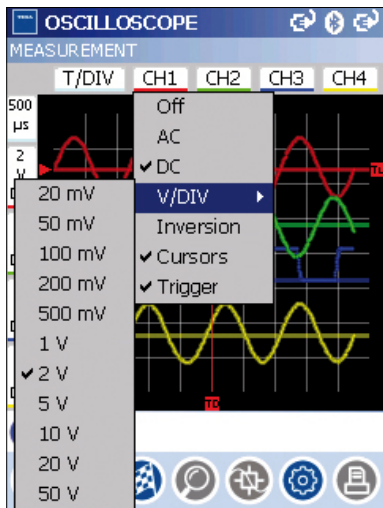 OSCILLOSCOPE
MEASUREMENT
T/DIV CH1 CH2 CH3 CH4
500
µs
2
V
Off
AC
✔ DC
V/DIV
Inversion
✔ Cursors
✔ Trigger
20 mV
50 mV
100 mV
200 mV
500 mV
1 V
✔ 2 V
5 V
10 V
20 V
50 V
T0